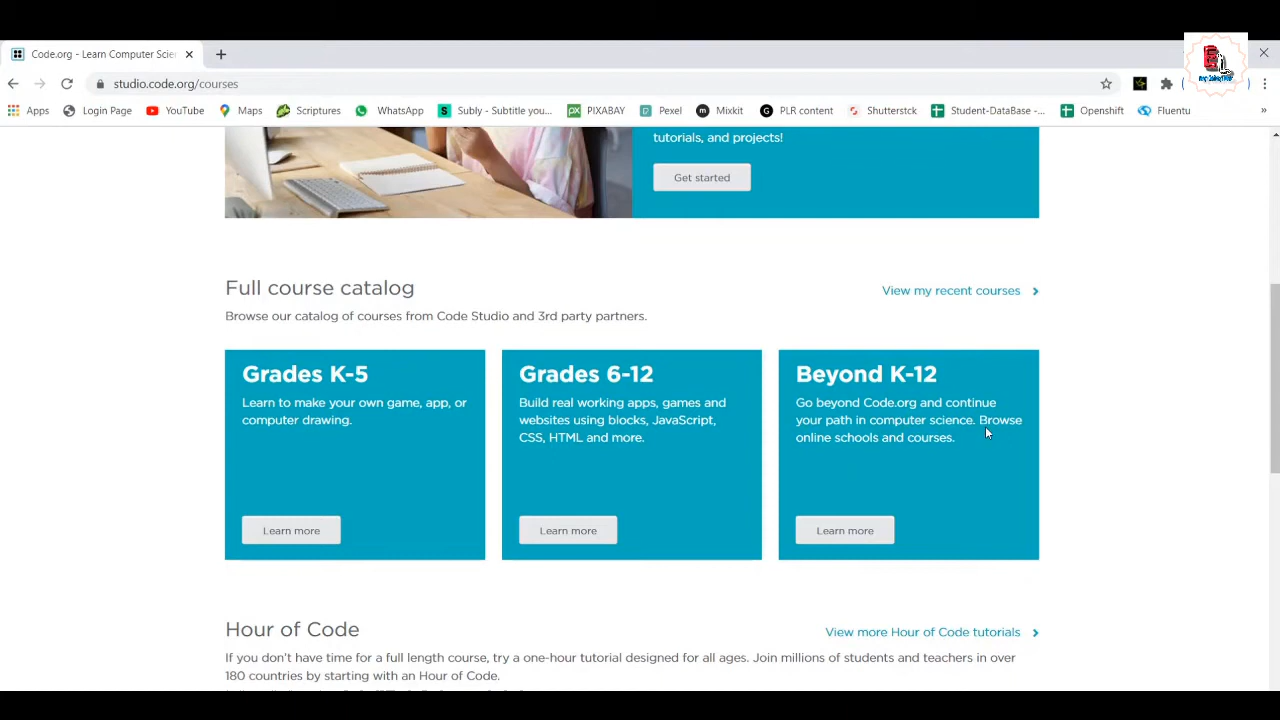 Code.org - Learn Computer Scien
studio.code.org/courses
Apps Login Page YouTube Maps Scriptures WhatsApp Subly - Subtitle you... PIXABAY Pexel Mixkit PLR content Shutterstck Student-DataBase -... Openshift Fluentu
tutorials, and projects!
Get started
Full course catalog
View my recent courses
Browse our catalog of courses from Code Studio and 3rd party partners.
Grades K-5
Learn to make your own game, app, or
computer drawing.
Learn more
Grades 6-12
Build real working apps, games and
websites using blocks, JavaScript,
CSS, HTML and more.
Learn more
Beyond K-12
Go beyond Code.org and continue
your path in computer science. Browse
online schools and courses.
Learn more
Hour of Code
View more Hour of Code tutorials
If you don't have time for a full length course, try a one-hour tutorial designed for all ages. Join millions of students and teachers in over
180 countries by starting with an Hour of Code.